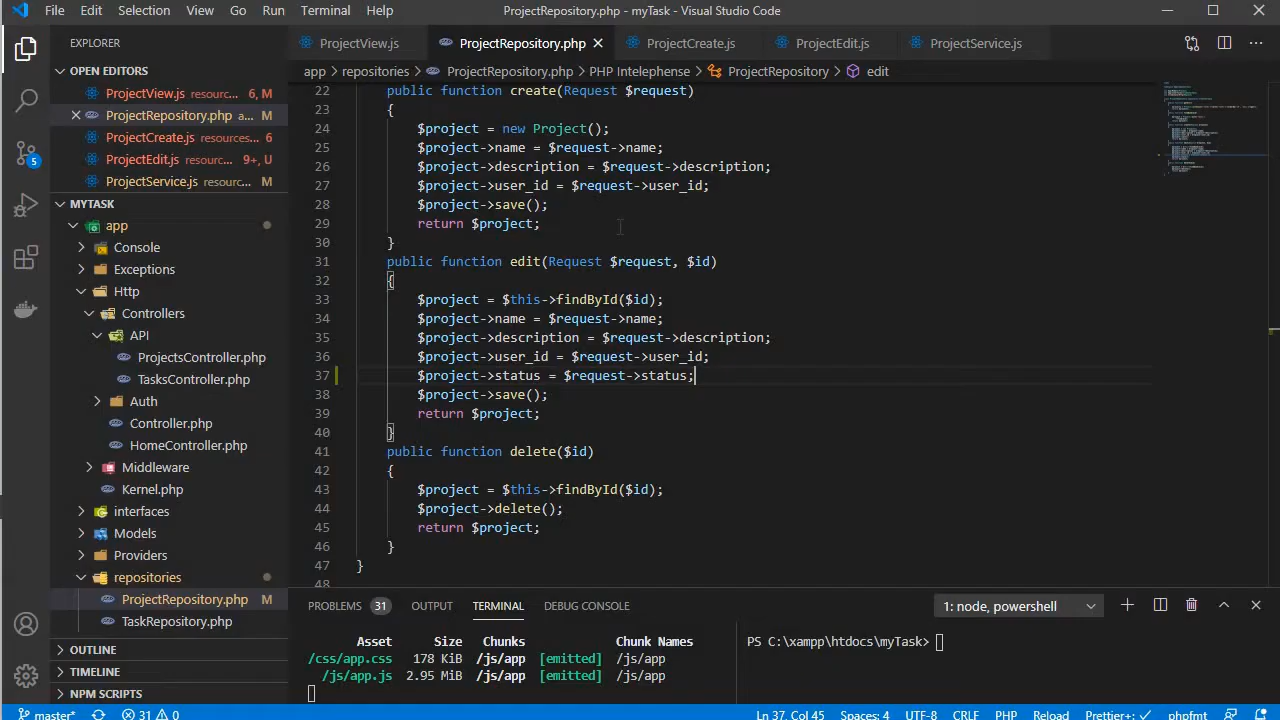 File Edit Selection View Go Run Terminal Help ProjectRepository.php - myTask - Visual Studio Code
EXPLORER
ProjectView.js ProjectRepository.php ProjectCreate.js ProjectEdit.js ProjectService.js
OPEN EDITORS
app repositories ProjectRepository.php PHP Intelephense ProjectRepository edit
ProjectView.js resourc... 6, M
ProjectRepository.php a... M
ProjectCreate.js resources... 6
ProjectEdit.js resourc... 9+, U
ProjectService.js resourc... M
5
MYTASK
app
Console
Exceptions
Http
Controllers
API
ProjectsController.php
TasksController.php
Auth
Controller.php
HomeController.php
Middleware
Kernel.php
interfaces
Models
Providers
repositories
ProjectRepository.php M
TaskRepository.php
OUTLINE
TIMELINE
NPM SCRIPTS
22 public function create(Request $request)
23 {
24 $project = new Project();
25 $project->name = $request->name;
26 $project->description = $request->description;
27 $project->user_id = $request->user_id;
28 $project->save();
29 return $project;
30 }
31 public function edit(Request $request, $id)
32 {
33 $project = $this->findById($id);
34 $project->name = $request->name;
35 $project->description = $request->description;
36 $project->user_id = $request->user_id;
37 $project->status = $request->status;
38 $project->save();
39 return $project;
40 }
41 public function delete($id)
42 {
43 $project = $this->findById($id);
44 $project->delete();
45 return $project;
46 }
47 }
48
PROBLEMS 31 OUTPUT TERMINAL DEBUG CONSOLE 1: node, powershell
Asset Size Chunks Chunk Names
/css/app.css 178 KiB /js/app [emitted] /js/app
/js/app.js 2.95 MiB /js/app [emitted] /js/app
PS C:\xampp\htdocs\myTask>
master* 31 0 Ln 37, Col 45 Spaces: 4 UTF-8 CRLF PHP Reload Prettier+: phpfmt